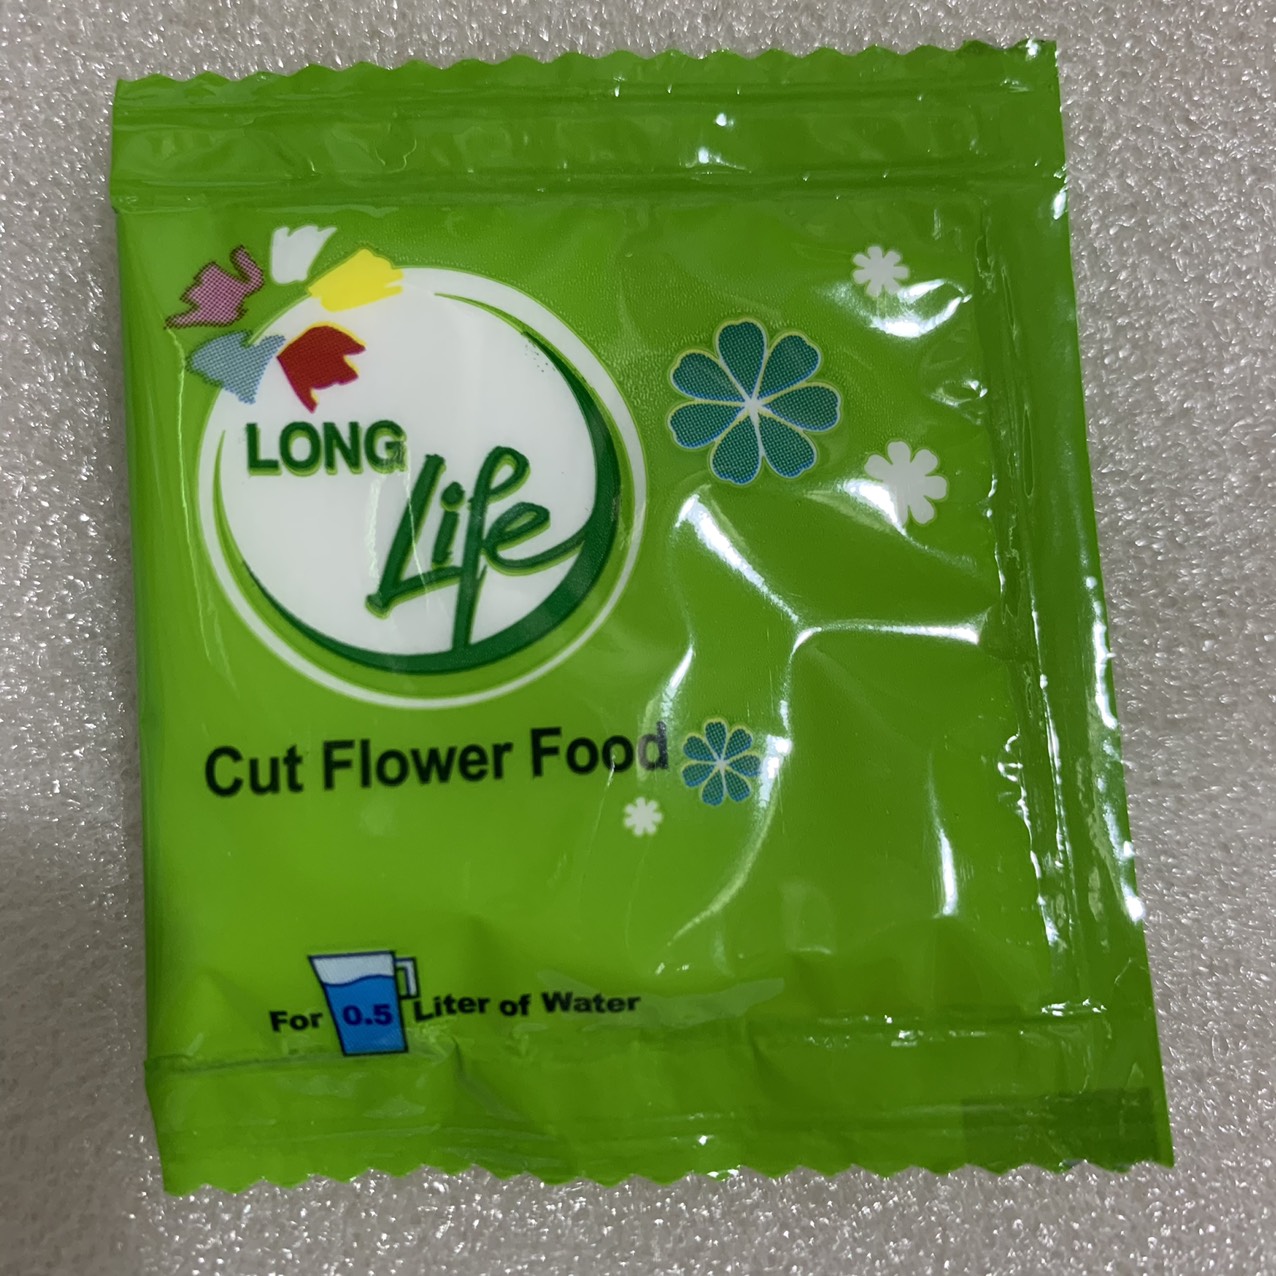 LONG
Life
Cut Flower Food
For 0.5 Liter of Water